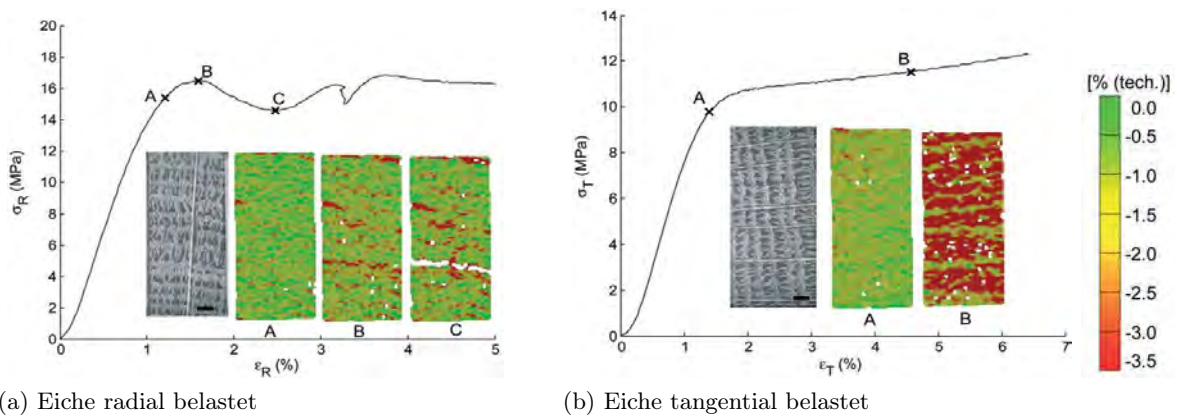 20
18
16
14
12
10
8
6
4
2
0
σR (MPa)
A
B
C
A
B
C
0 1 2 3 4 5
εR (%)
14
12
10
8
6
4
2
0
σT (MPa)
A
B
A
B
0 1 2 3 4 5 6 7
εT (%)
[% (tech.)]
0.0
-0.5
-1.0
-1.5
-2.0
-2.5
-3.0
-3.5
a) Eiche radial belastet
(b) Eiche tangential belastet